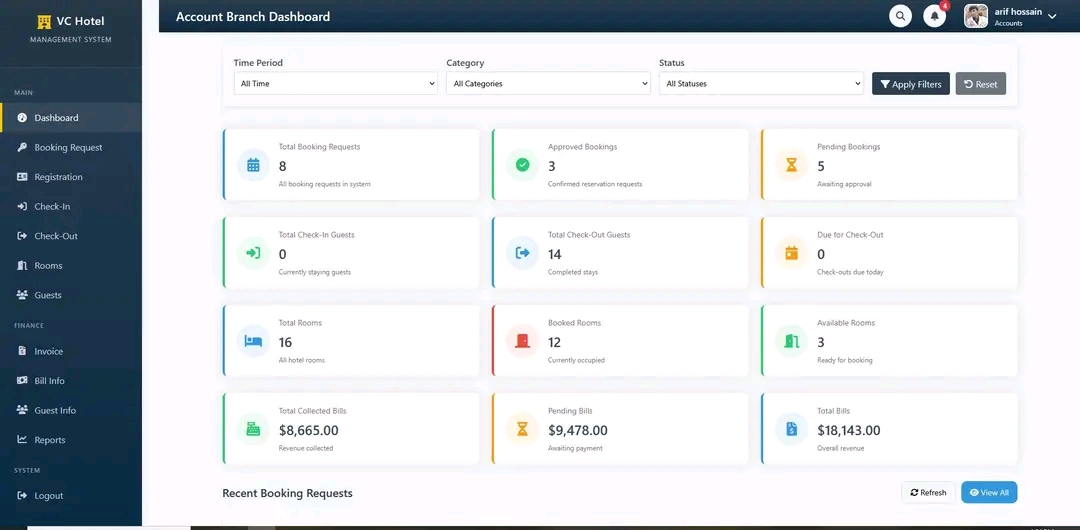 VC Hotel
MANAGEMENT SYSTEM
MAIN
Dashboard
Booking Request
Registration
Check-In
Check-Out
Rooms
Guests
FINANCE
Invoice
Bill Info
Guest Info
Reports
SYSTEM
Logout
Account Branch Dashboard
4
arif hossain
Accounts
Time Period
Category
Status
All Time
All Categories
All Statuses
Apply Filters
Reset
Total Booking Requests
8
All booking requests in system
Approved Bookings
3
Confirmed reservation requests
Pending Bookings
5
Awaiting approval
Total Check-In Guests
0
Currently staying guests
Total Check-Out Guests
14
Completed stays
Due for Check-Out
0
Check-outs due today
Total Rooms
16
All hotel rooms
Booked Rooms
12
Currently occupied
Available Rooms
3
Ready for booking
Total Collected Bills
$8,665.00
Revenue collected
Pending Bills
$9,478.00
Awaiting payment
Total Bills
$18,143.00
Overall revenue
Recent Booking Requests
Refresh
View All